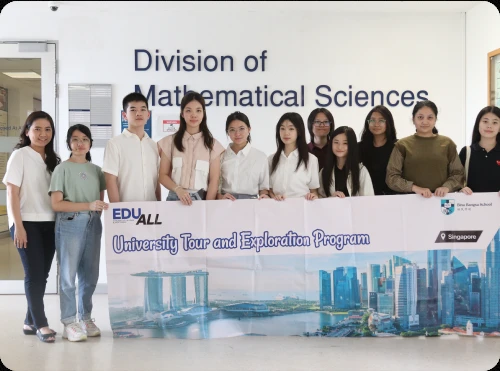 Division of
Mathematical Sciences
EDU
ALL
University Tour and Exploration Program
Singapore